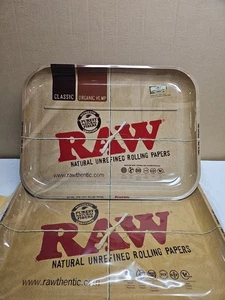 CLASSIC ORGANIC HEMP
RAW
NATURAL UNREFINED ROLLING PAPERS
www.rawthentic.com
RAW
NATURAL UNREFINED ROLLING PAPERS
www.rawthentic.com